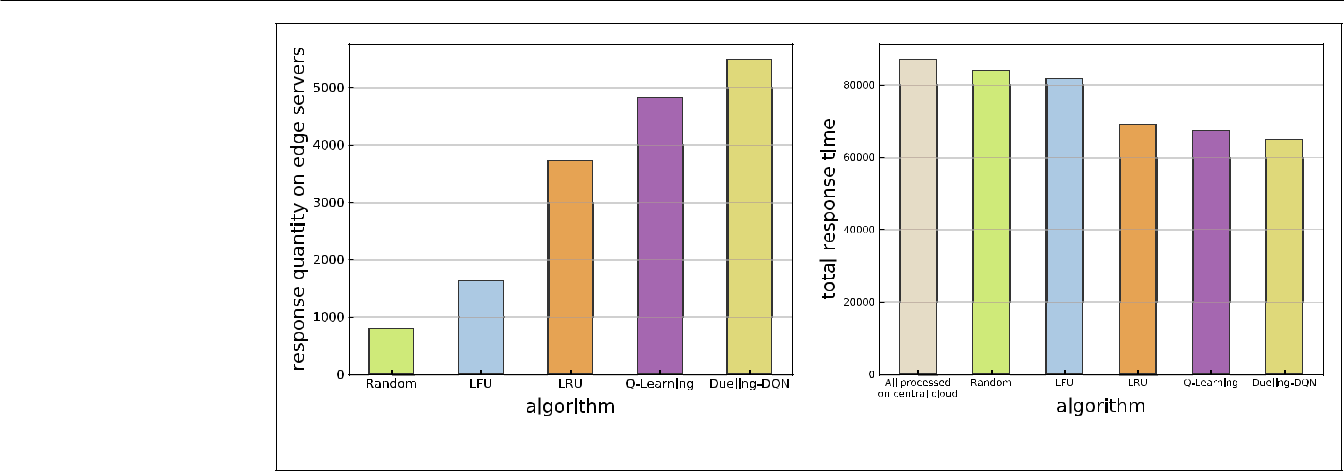 response quantity on edge servers
5000
4000
3000
2000
1000
0
Random LFU LRU Q-Learning Dueling-DQN
algorithm
total response time
80000
60000
40000
20000
0
All processed
on central cloud
Random LFU LRU Q-Learning Dueling-DQN
algorithm